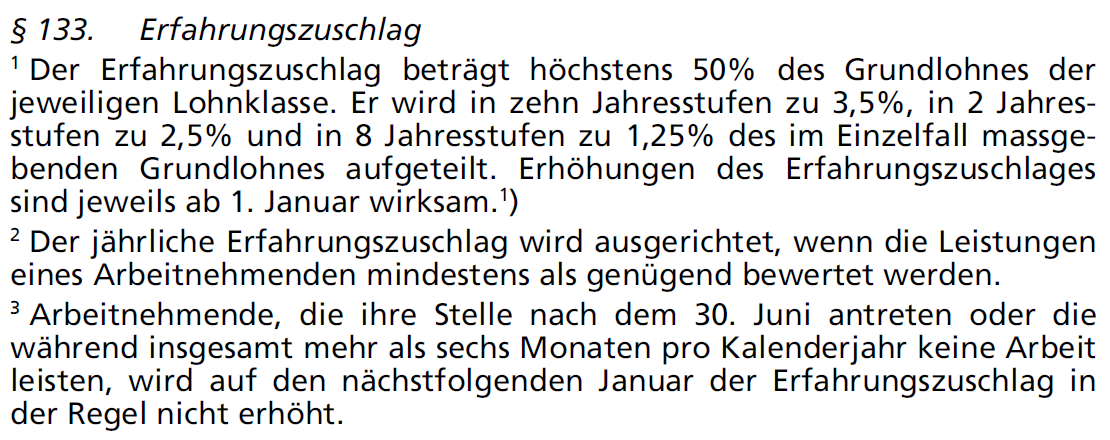 § 133. Erfahrungszuschlag
¹ Der Erfahrungszuschlag beträgt höchstens 50% des Grundlohnes der
jeweiligen Lohnklasse. Er wird in zehn Jahresstufen zu 3,5%, in 2 Jahres-
stufen zu 2,5% und in 8 Jahresstufen zu 1,25% des im Einzelfall massge-
benden Grundlohnes aufgeteilt. Erhöhungen des Erfahrungszuschlages
sind jeweils ab 1. Januar wirksam.¹)
² Der jährliche Erfahrungszuschlag wird ausgerichtet, wenn die Leistungen
eines Arbeitnehmenden mindestens als genügend bewertet werden.
³ Arbeitnehmende, die ihre Stelle nach dem 30. Juni antreten oder die
während insgesamt mehr als sechs Monaten pro Kalenderjahr keine Arbeit
leisten, wird auf den nächstfolgenden Januar der Erfahrungszuschlag in
der Regel nicht erhöht.